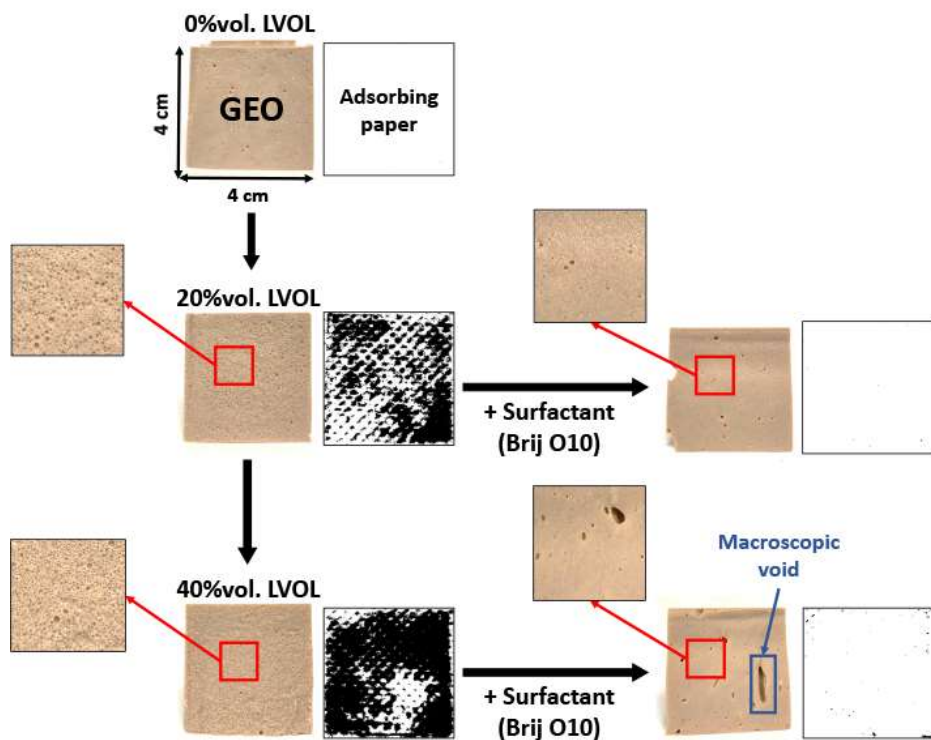 0%vol. LVOL
GEO
Adsorbing
paper
4 cm
4 cm
20%vol. LVOL
+ Surfactant
(Brij O10)
40%vol. LVOL
Macroscopic
void
+ Surfactant
(Brij O10)